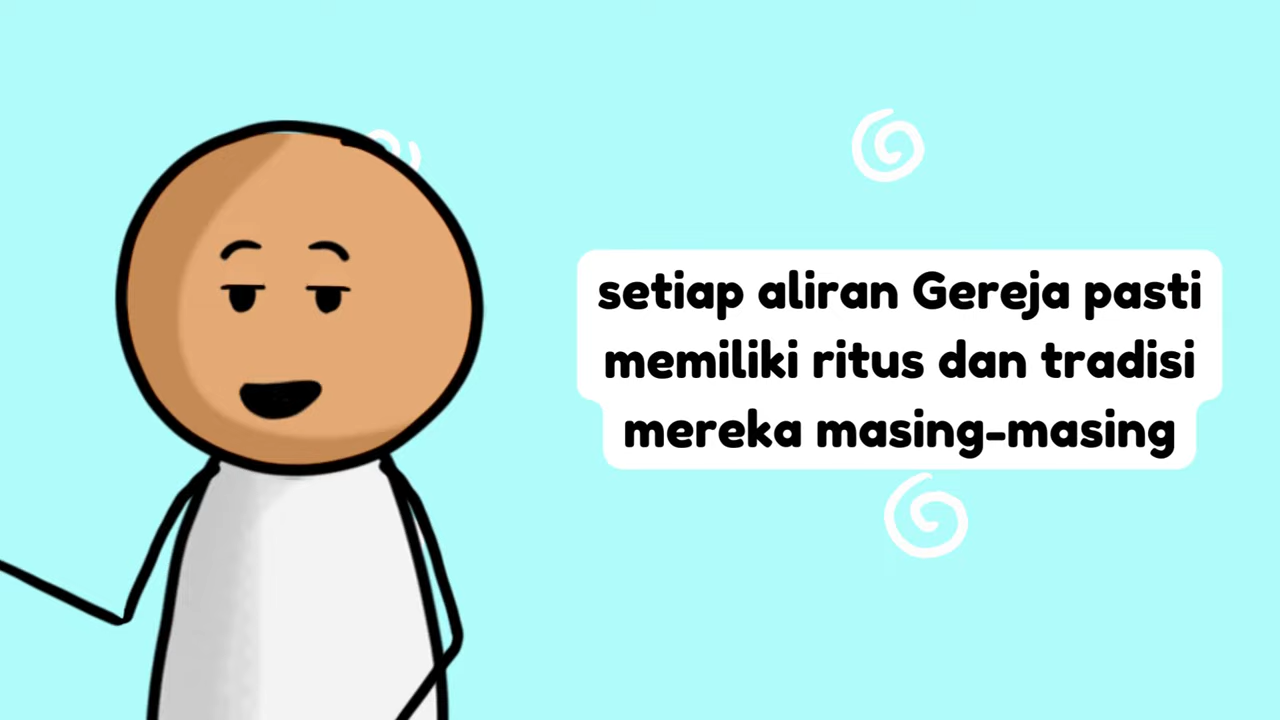 setiap aliran Gereja pasti
memiliki ritus dan tradisi
mereka masing-masing